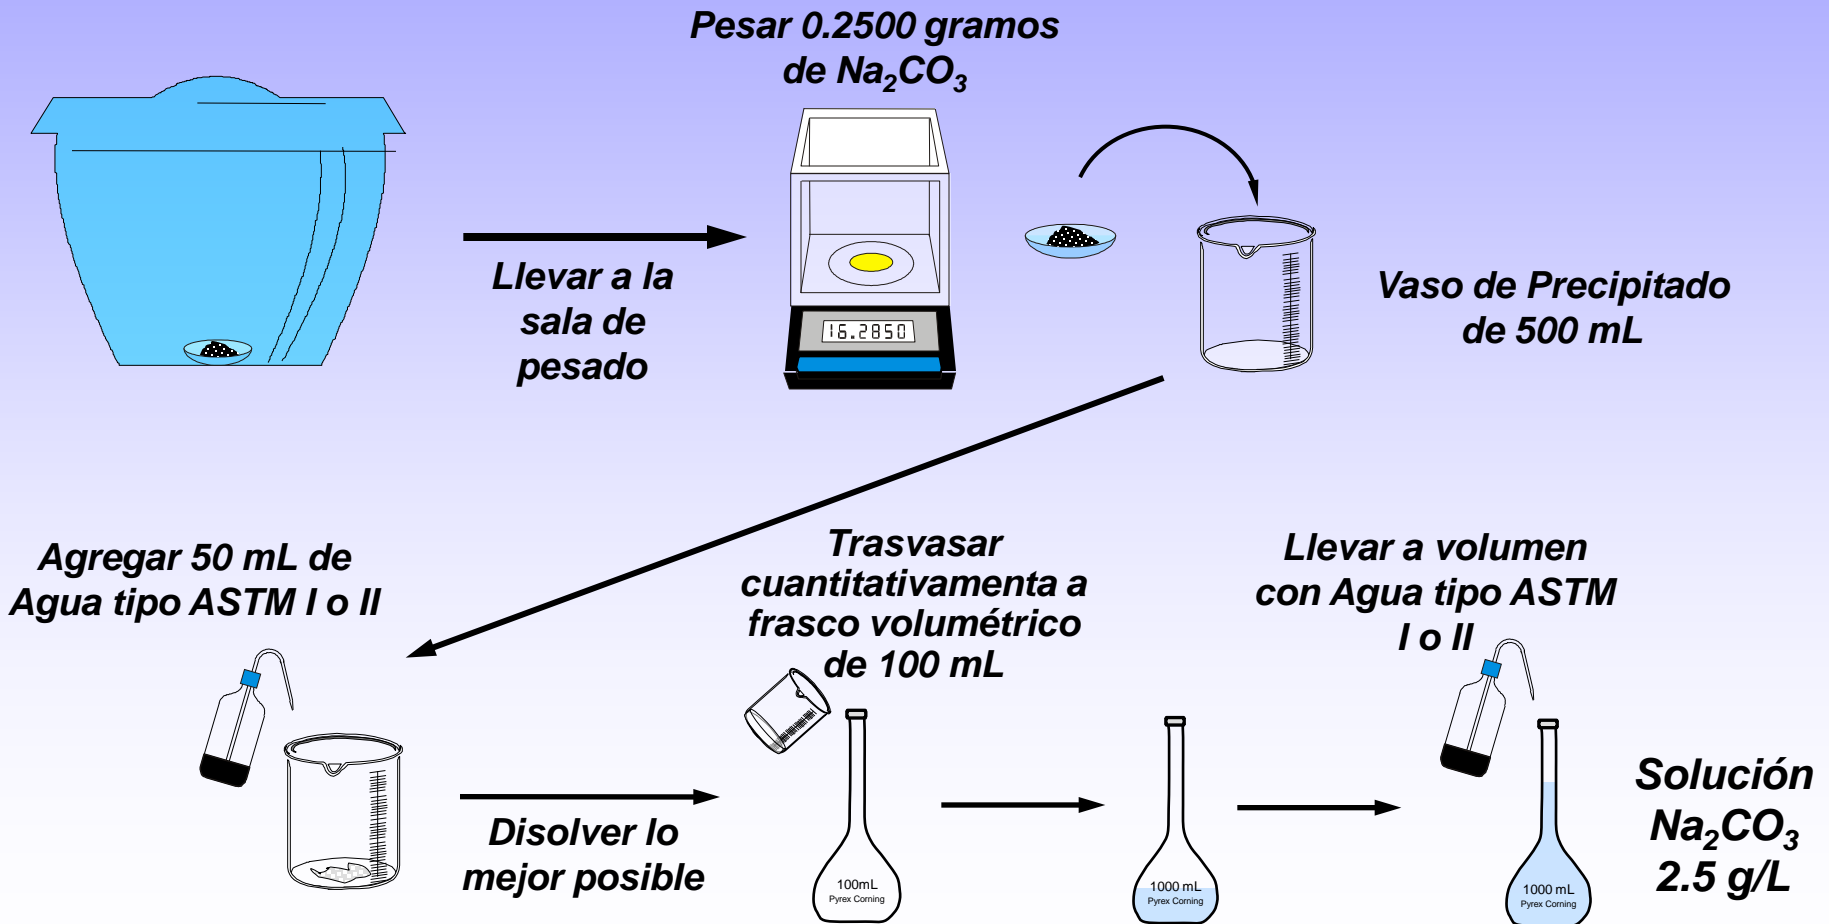 Pesar 0.2500 gramos
de Na₂CO₃
Llevar a la
sala de
pesado
16.2850
Vaso de Precipitado
de 500 mL
Agregar 50 mL de
Agua tipo ASTM I o II
Disolver lo
mejor posible
Trasvasar
cuantitativamenta a
frasco volumétrico
de 100 mL
100mL
Pyrex Corning
1000 mL
Pyrex Corning
Llevar a volumen
con Agua tipo ASTM
I o II
1000 mL
Pyrex Corning
Solución
Na₂CO₃
2.5 g/L